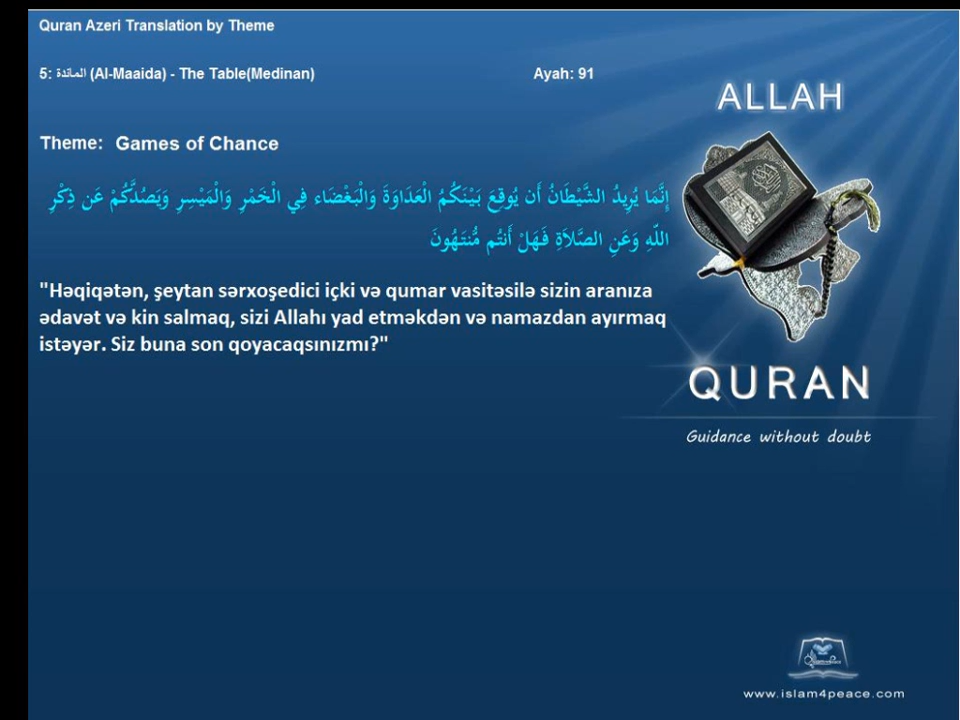 Quran Azeri Translation by Theme
5: المائدة (Al-Maaida) - The Table(Medinan) Ayah: 91
ALLAH
Theme: Games of Chance
إِنَّمَا يُرِيدُ الشَّيْطَانُ أَن يُوقِعَ بَيْنَكُمُ الْعَدَاوَةَ وَالْبَغْضَاء فِي الْخَمْرِ وَالْمَيْسِرِ وَيَصُدَّكُمْ عَن ذِكْرِ
اللّهِ وَعَنِ الصَّلاَةِ فَهَلْ أَنتُم مُّنتَهُونَ
"Həqiqətən, şeytan sərxoşedici içki və qumar vasitəsilə sizin aranıza
ədavət və kin salmaq, sizi Allahı yad etməkdən və namazdan ayırmaq
istəyər. Siz buna son qoyacaqsınızmı?"
QURAN
Guidance without doubt
www.islam4peace.com